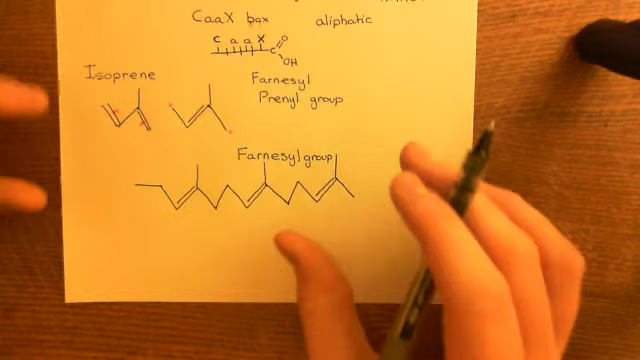 CaaX box aliphatic
C a a X
C O
OH
Isoprene
Farnesyl
Prenyl group
Farnesyl group